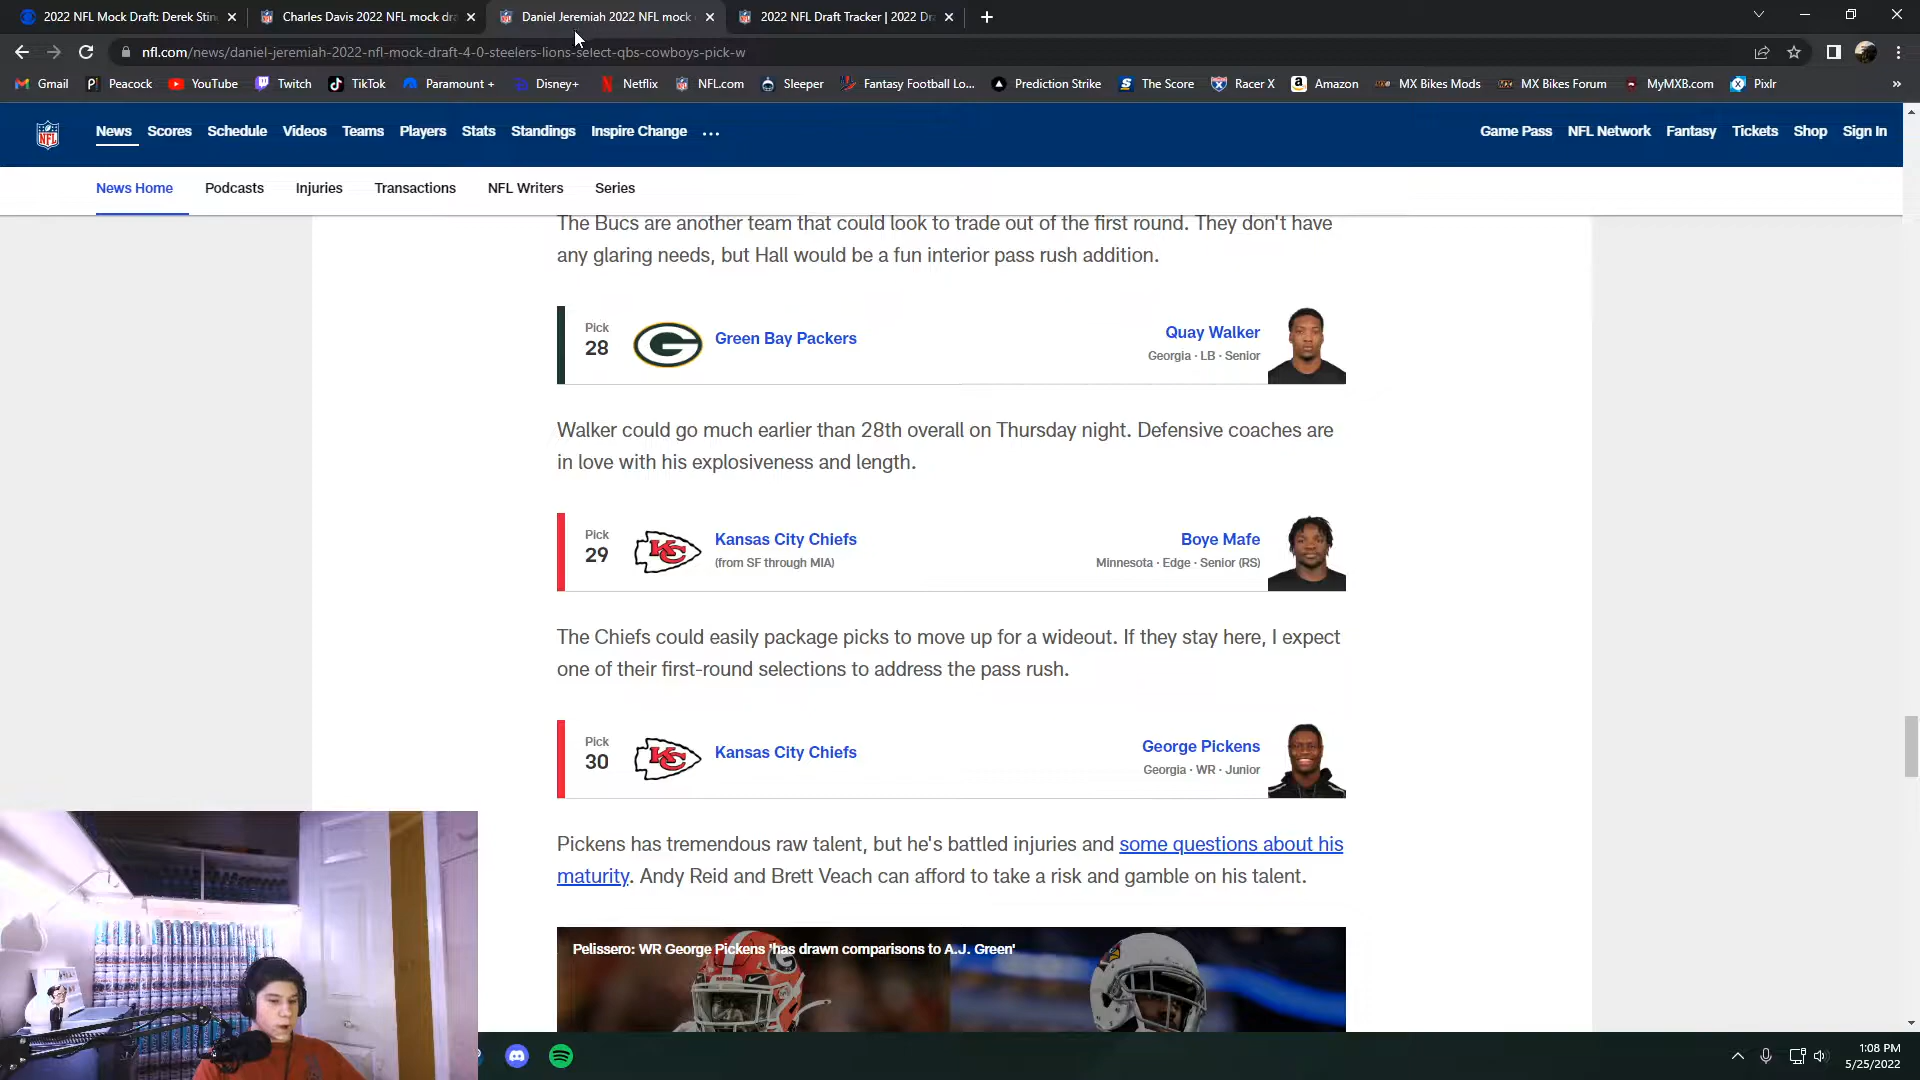 2022 NFL Mock Draft: Derek Stin
Charles Davis 2022 NFL mock dra
Daniel Jeremiah 2022 NFL mock
2022 NFL Draft Tracker | 2022 Dr
nfl.com/news/daniel-jeremiah-2022-nfl-mock-draft-4-0-steelers-lions-select-qbs-cowboys-pick-w
Gmail Peacock YouTube Twitch TikTok Paramount + Disney+ Netflix NFL.com Sleeper Fantasy Football Lo... Prediction Strike The Score Racer X Amazon MX Bikes Mods MX Bikes Forum MyMXB.com Pixlr »
News Scores Schedule Videos Teams Players Stats Standings Inspire Change ... Game Pass NFL Network Fantasy Tickets Shop Sign In
News Home Podcasts Injuries Transactions NFL Writers Series
The Bucs are another team that could look to trade out of the first round. They don't have
any glaring needs, but Hall would be a fun interior pass rush addition.
Pick
28
Green Bay Packers
Quay Walker
Georgia · LB · Senior
Walker could go much earlier than 28th overall on Thursday night. Defensive coaches are
in love with his explosiveness and length.
Pick
29
Kansas City Chiefs
(from SF through MIA)
Boye Mafe
Minnesota · Edge · Senior (RS)
The Chiefs could easily package picks to move up for a wideout. If they stay here, I expect
one of their first-round selections to address the pass rush.
Pick
30
Kansas City Chiefs
George Pickens
Georgia · WR · Junior
Pickens has tremendous raw talent, but he's battled injuries and some questions about his
maturity. Andy Reid and Brett Veach can afford to take a risk and gamble on his talent.
Pelissero: WR George Pickens 'has drawn comparisons to A.J. Green'
1:08 PM
5/25/2022